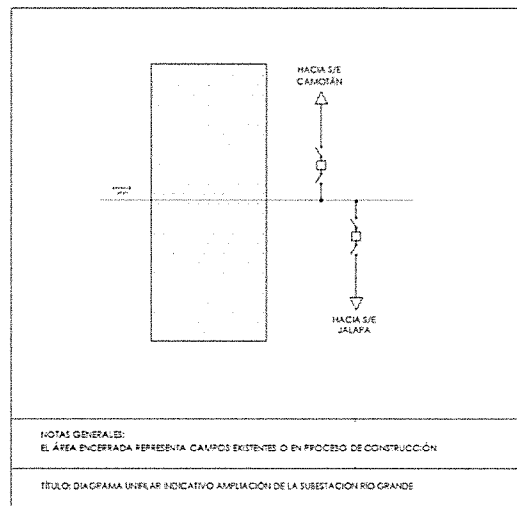 HACIA S/E
CAMOTÁN
HACIA S/E
JALAPA
NOTAS GENERALES:
EL ÁREA ENCERRADA REPRESENTA CAMPOS EXISTENTES O EN PROCESO DE CONSTRUCCIÓN
TÍTULO: DIAGRAMA UNIFILAR INDICATIVO AMPLIACIÓN DE LA SUBESTACIÓN RÍO GRANDE